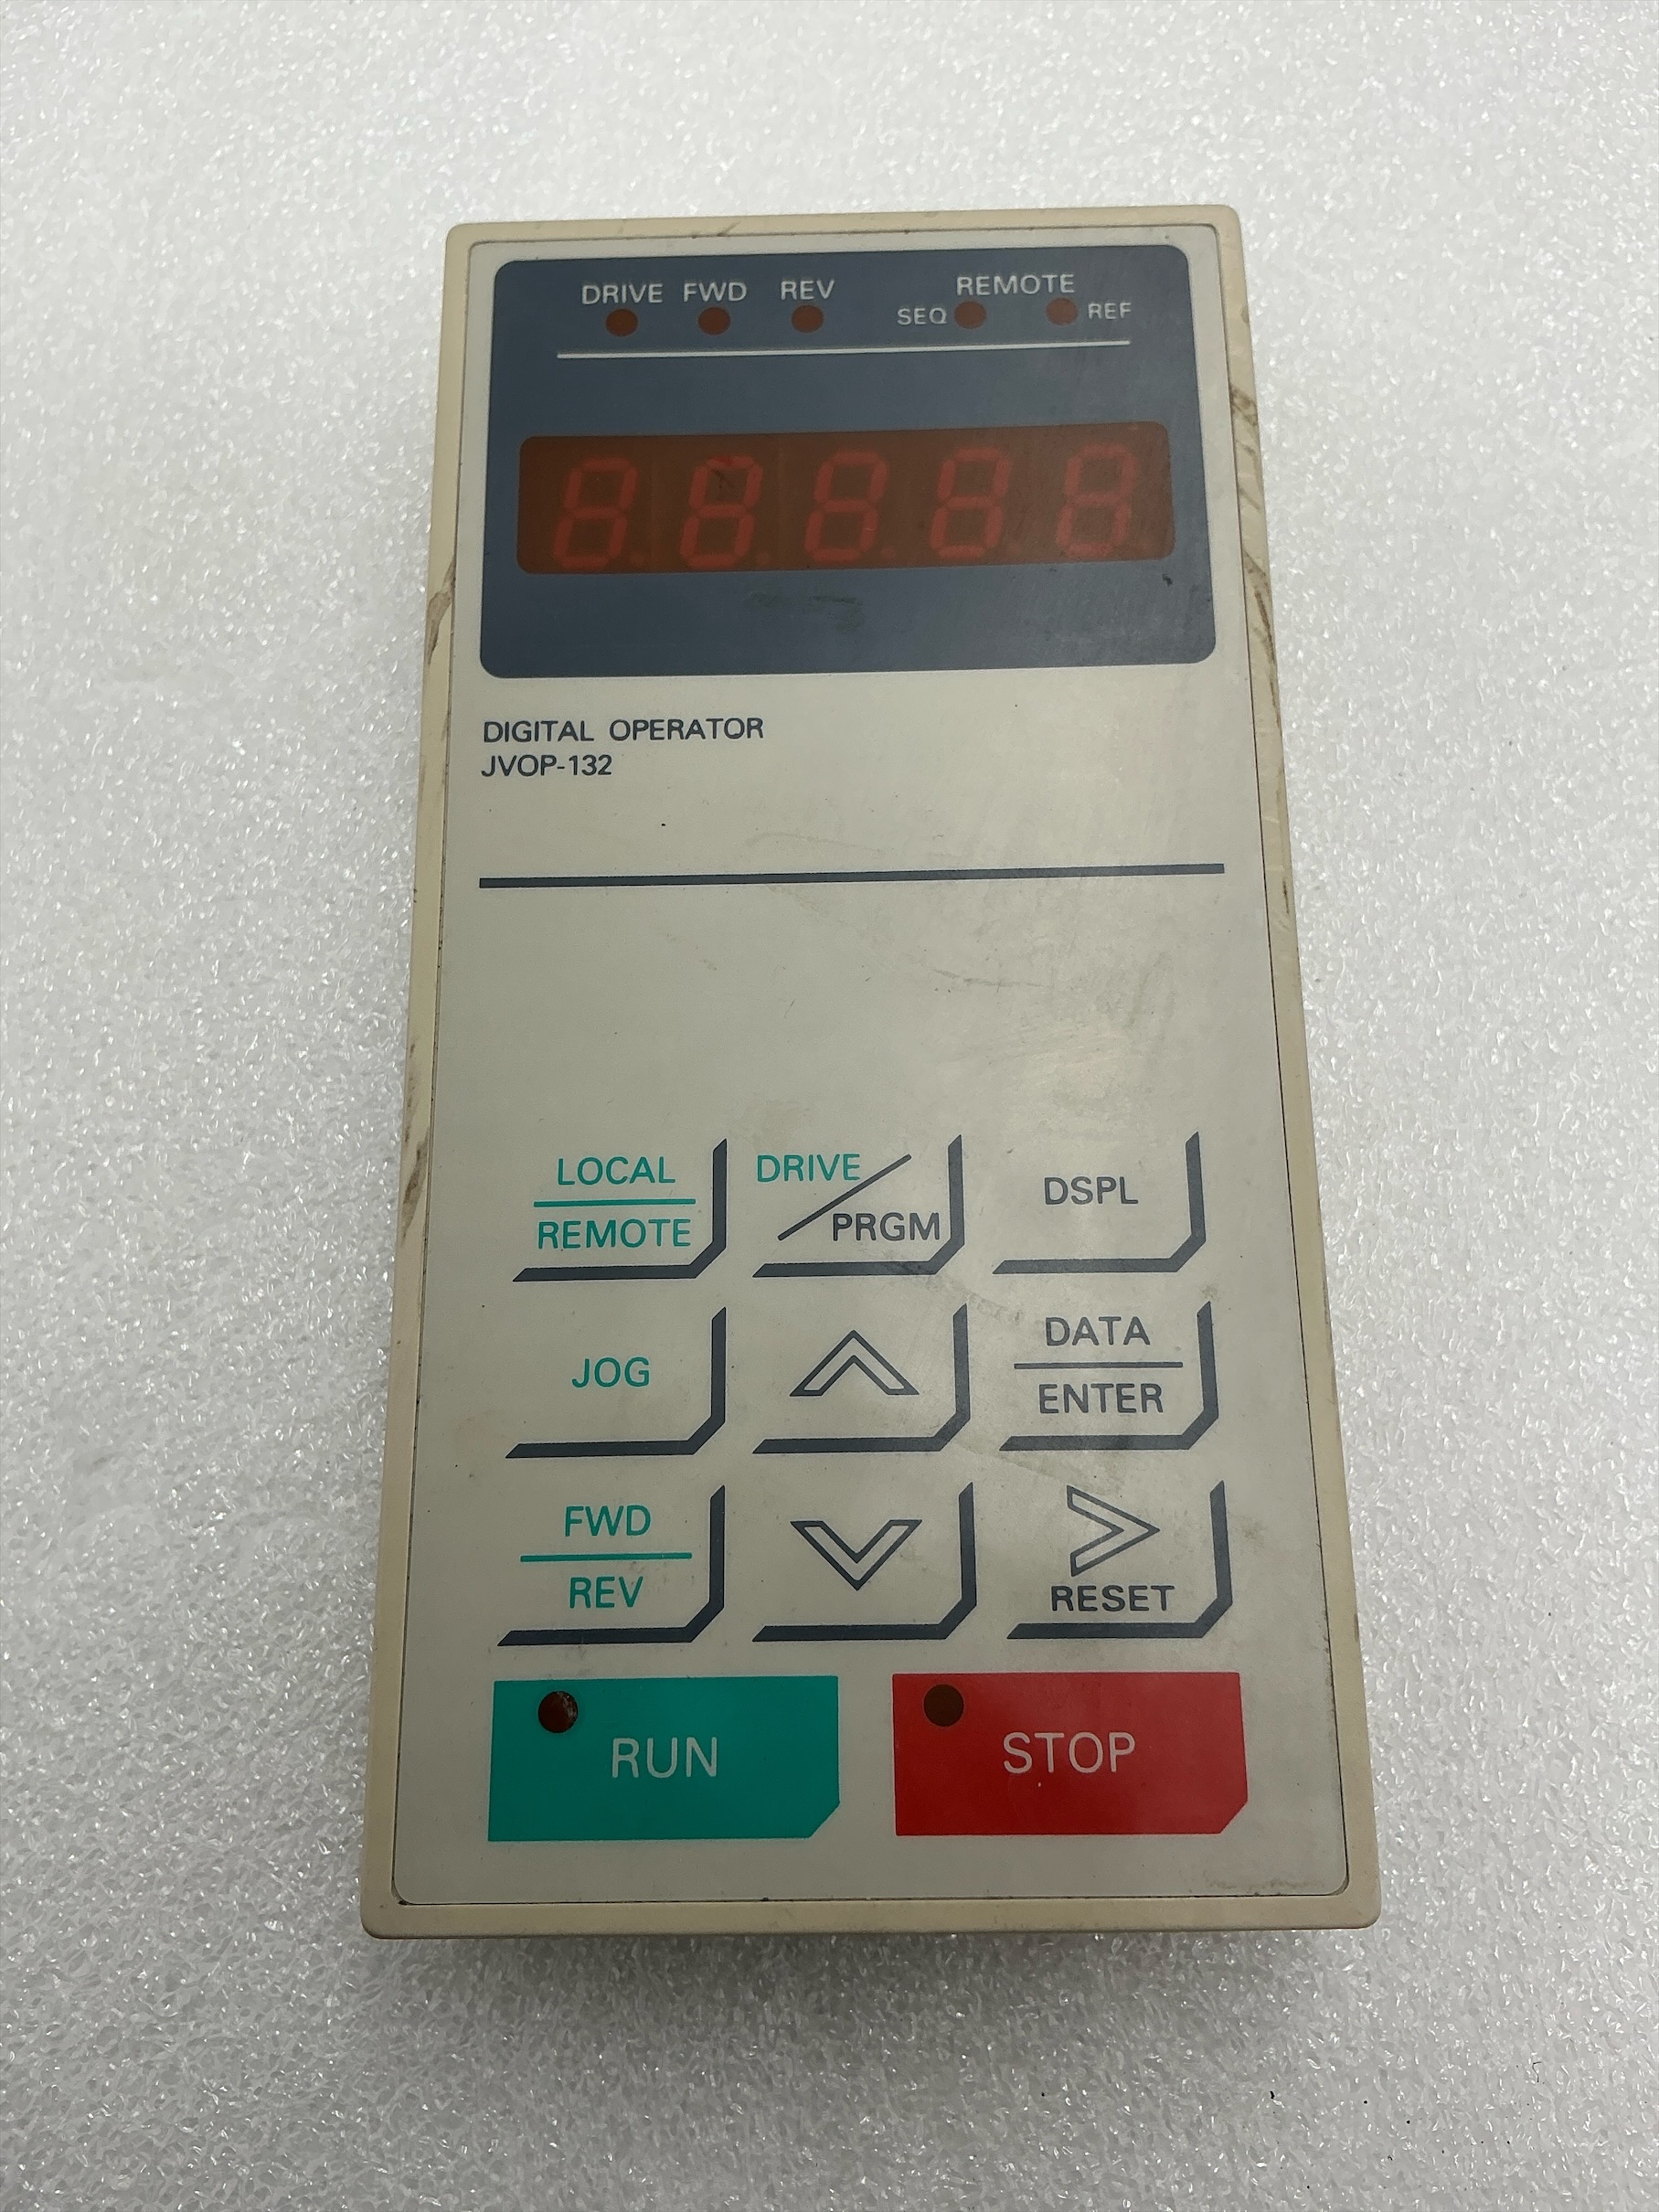 DRIVE FWD REV REMOTE
SEQ REF
DIGITAL OPERATOR
JVOP-132
LOCAL
REMOTE
DRIVE
PRGM
DSPL
JOG
DATA
ENTER
FWD
REV
RESET
RUN
STOP